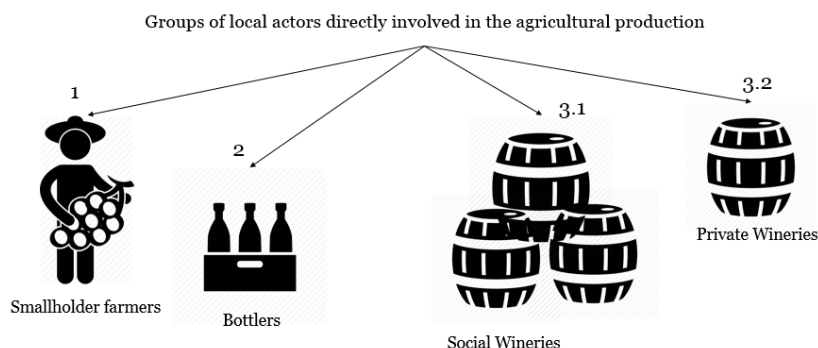 Groups of local actors directly involved in the agricultural production
1
2
3.1
3.2
Smallholder farmers
Bottlers
Social Wineries
Private Wineries